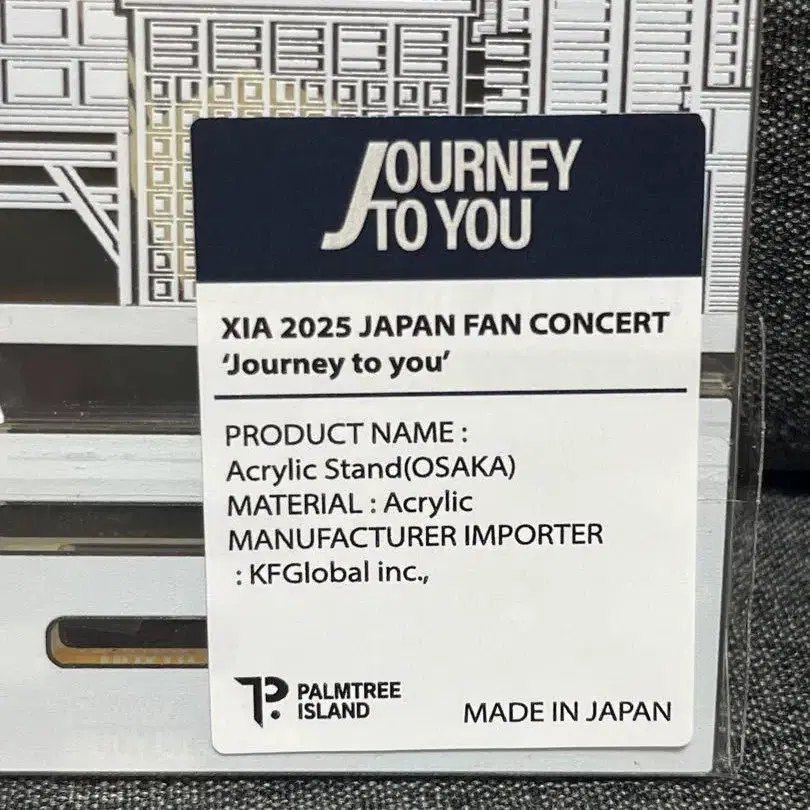 JOURNEY
TO YOU
XIA 2025 JAPAN FAN CONCERT
‘Journey to you’
PRODUCT NAME :
Acrylic Stand(OSAKA)
MATERIAL : Acrylic
MANUFACTURER IMPORTER
: KFGlobal inc.,
PALMTREE
ISLAND
MADE IN JAPAN